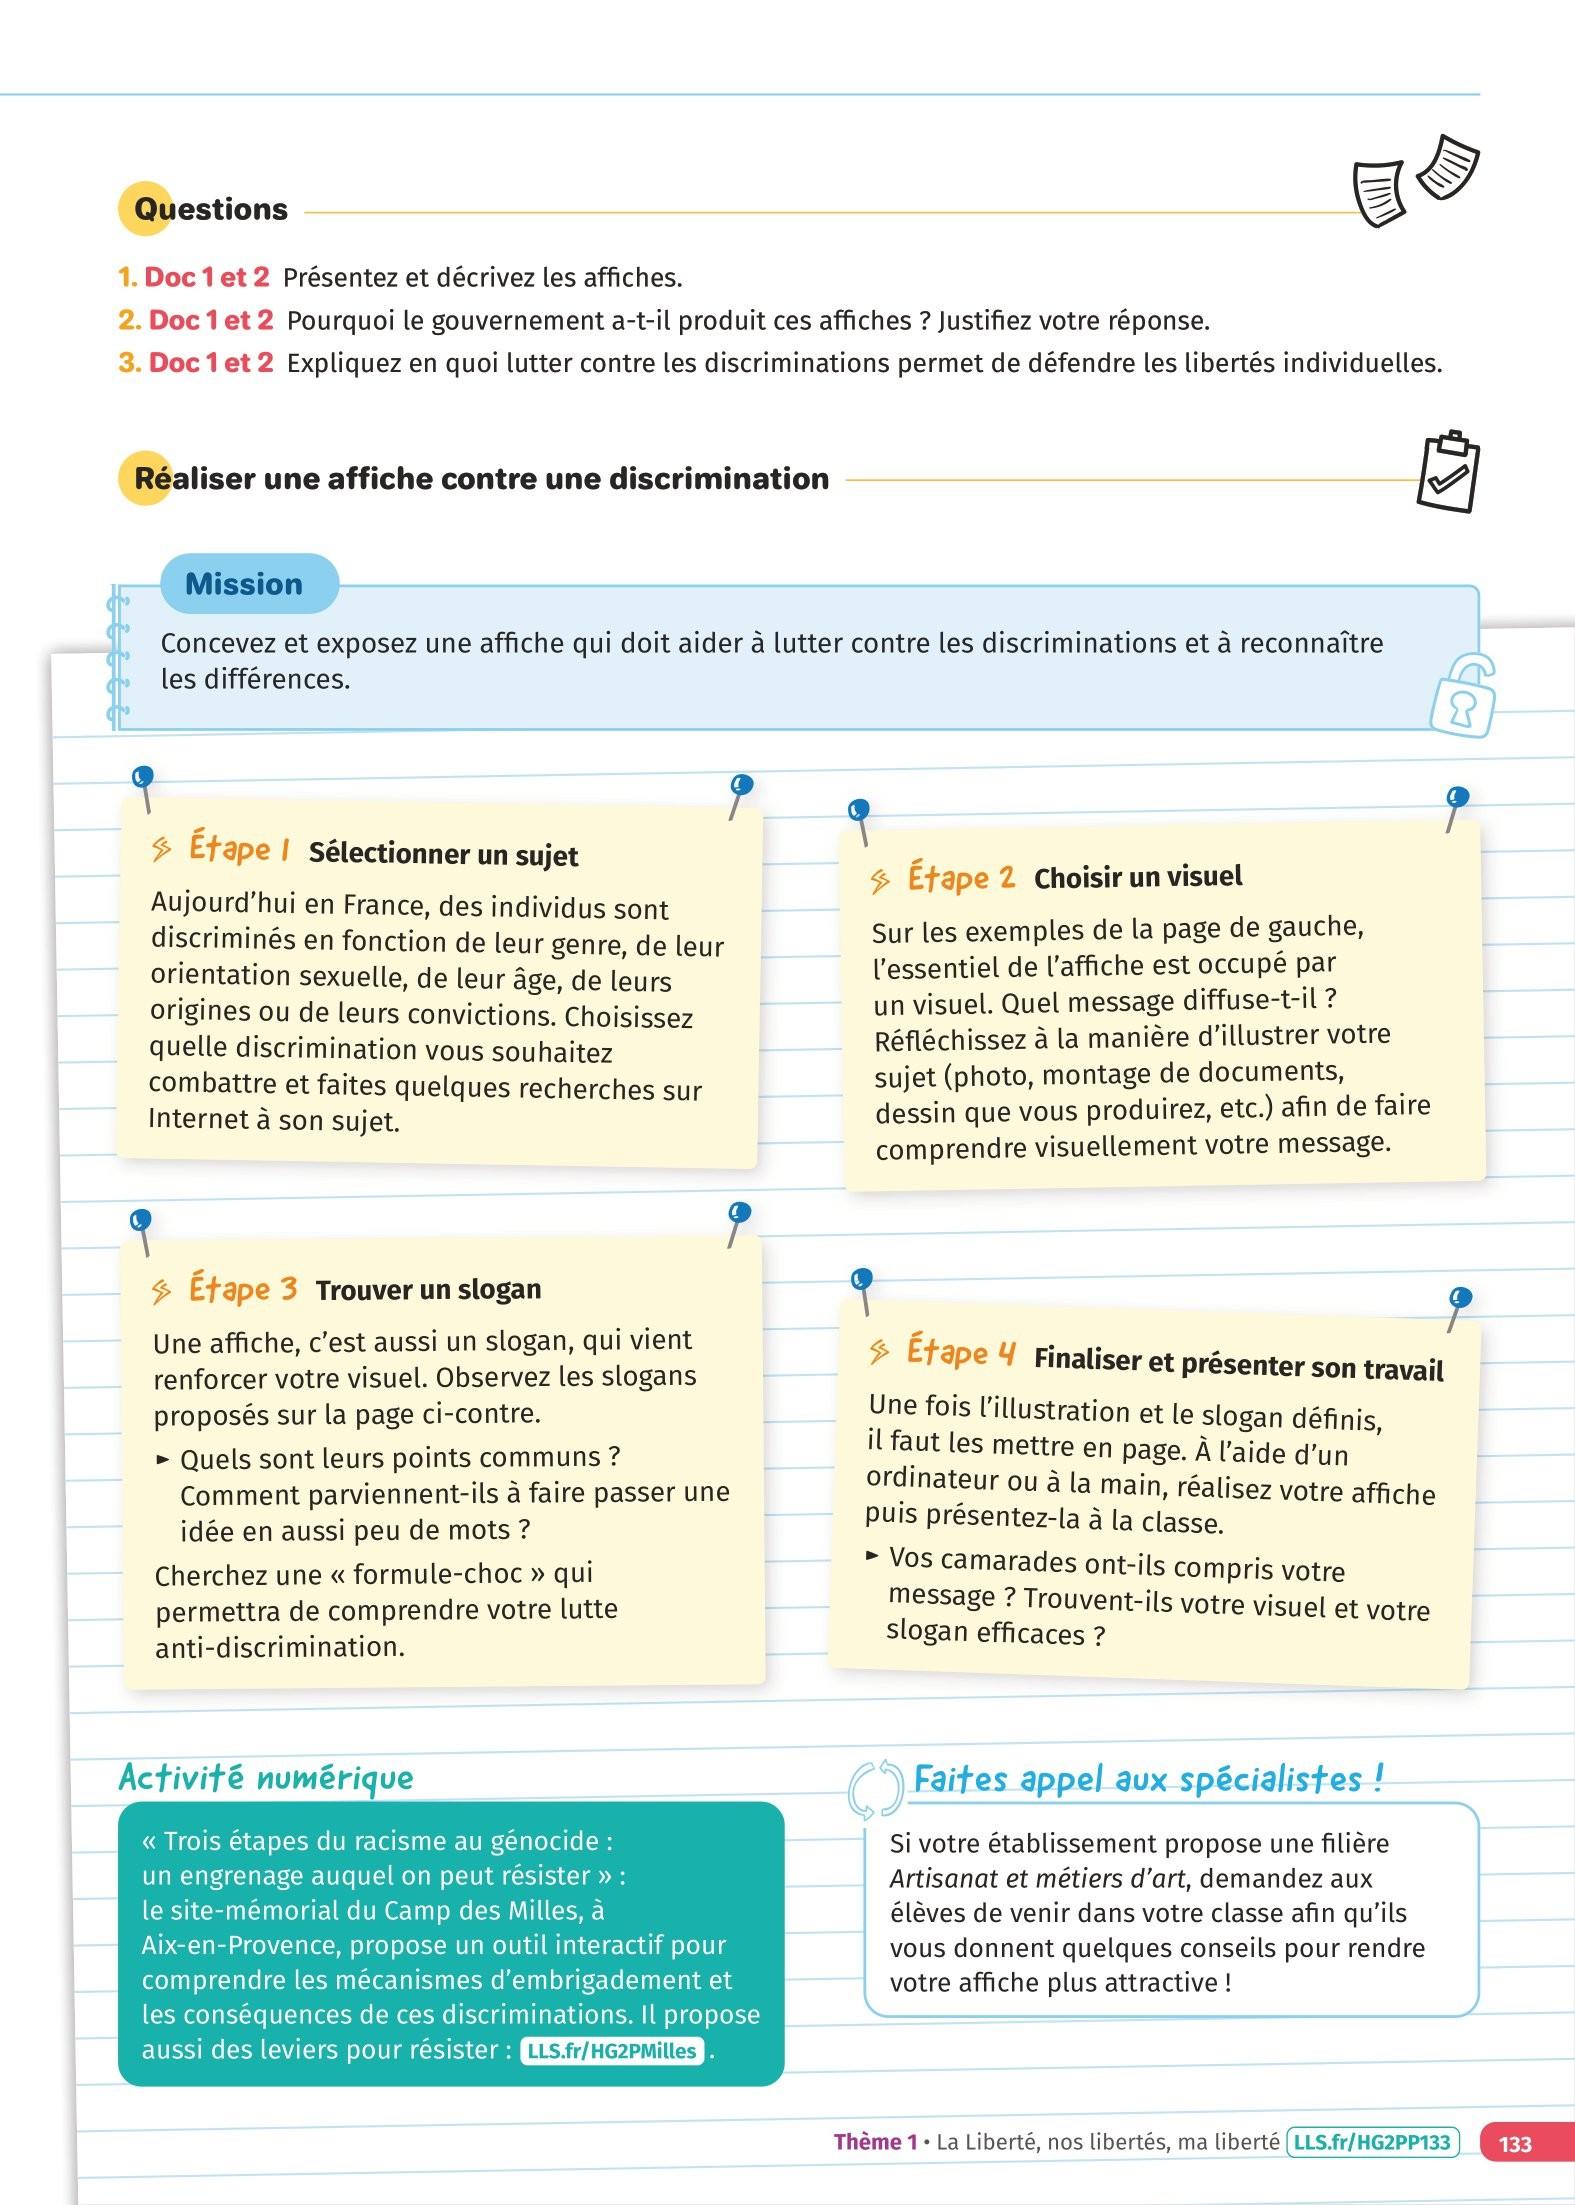 Questions
1. Doc 1 et 2 Présentez et décrivez les affiches.
2. Doc 1 et 2 Pourquoi le gouvernement a-t-il produit ces affiches ? Justifiez votre réponse.
3. Doc 1 et 2 Expliquez en quoi lutter contre les discriminations permet de défendre les libertés individuelles.
Réaliser une affiche contre une discrimination
Mission
Concevez et exposez une affiche qui doit aider à lutter contre les discriminations et à reconnaître
les différences.
Étape 1 Sélectionner un sujet
Aujourd'hui en France, des individus sont
discriminés en fonction de leur genre, de leur
orientation sexuelle, de leur âge, de leurs
origines ou de leurs convictions. Choisissez
quelle discrimination vous souhaitez
combattre et faites quelques recherches sur
Internet à son sujet.
Étape 2 Choisir un visuel
Sur les exemples de la page de gauche,
l'essentiel de l'affiche est occupé par
un visuel. Quel message diffuse-t-il ?
Réfléchissez à la manière d'illustrer votre
sujet (photo, montage de documents,
dessin que vous produirez, etc.) afin de faire
comprendre visuellement votre message.
Étape 3 Trouver un slogan
Une affiche, c'est aussi un slogan, qui vient
renforcer votre visuel. Observez les slogans
proposés sur la page ci-contre.
► Quels sont leurs points communs ?
Comment parviennent-ils à faire passer une
idée en aussi peu de mots ?
Cherchez une « formule-choc » qui
permettra de comprendre votre lutte
anti-discrimination.
Étape 4 Finaliser et présenter son travail
Une fois l'illustration et le slogan définis,
il faut les mettre en page. À l'aide d'un
ordinateur ou à la main, réalisez votre affiche
puis présentez-la à la classe.
► Vos camarades ont-ils compris votre
message ? Trouvent-ils votre visuel et votre
slogan efficaces ?
Activité numérique
« Trois étapes du racisme au génocide :
un engrenage auquel on peut résister » :
le site-mémorial du Camp des Milles, à
Aix-en-Provence, propose un outil interactif pour
comprendre les mécanismes d'embrigadement et
les conséquences de ces discriminations. Il propose
aussi des leviers pour résister : LLS.fr/HG2PMilles .
Faites appel aux spécialistes !
Si votre établissement propose une filière
Artisanat et métiers d'art, demandez aux
élèves de venir dans votre classe afin qu'ils
vous donnent quelques conseils pour rendre
votre affiche plus attractive !
Thème 1 • La Liberté, nos libertés, ma liberté LLS.fr/HG2PP133 133